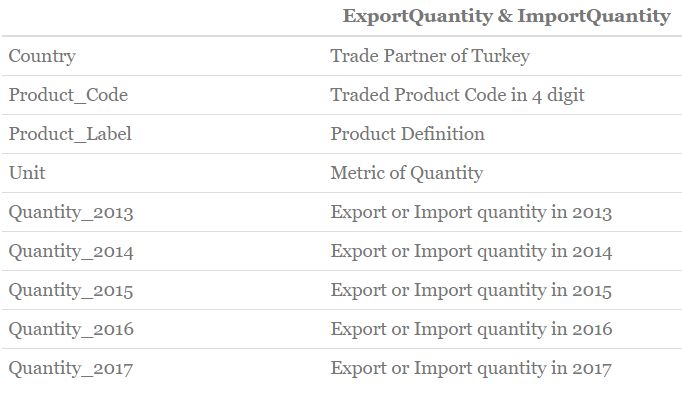 ExportQuantity & ImportQuantity
Country Trade Partner of Turkey
Product_Code Traded Product Code in 4 digit
Product_Label Product Definition
Unit Metric of Quantity
Quantity_2013 Export or Import quantity in 2013
Quantity_2014 Export or Import quantity in 2014
Quantity_2015 Export or Import quantity in 2015
Quantity_2016 Export or Import quantity in 2016
Quantity_2017 Export or Import quantity in 2017